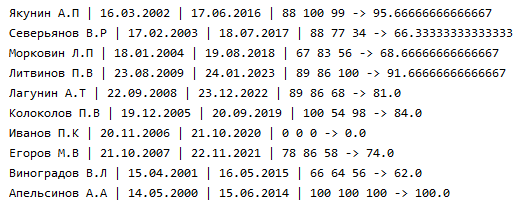 Якунин А.П | 16.03.2002 | 17.06.2016 | 88 100 99 -> 95.66666666666667
Северьянов В.Р | 17.02.2003 | 18.07.2017 | 88 77 34 -> 66.33333333333333
Морковин Л.П | 18.01.2004 | 19.08.2018 | 67 83 56 -> 68.66666666666667
Литвинов П.В | 23.08.2009 | 24.01.2023 | 89 86 100 -> 91.66666666666667
Лагунин А.Т | 22.09.2008 | 23.12.2022 | 89 86 68 -> 81.0
Колоколов П.В | 19.12.2005 | 20.09.2019 | 100 54 98 -> 84.0
Иванов П.К | 20.11.2006 | 21.10.2020 | 0 0 0 -> 0.0
Егоров М.В | 21.10.2007 | 22.11.2021 | 78 86 58 -> 74.0
Виноградов В.Л | 15.04.2001 | 16.05.2015 | 66 64 56 -> 62.0
Апельсинов А.А | 14.05.2000 | 15.06.2014 | 100 100 100 -> 100.0